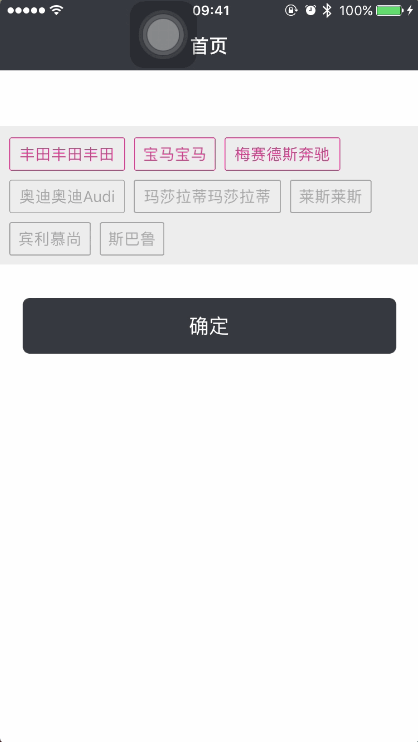 09:41 100%
首页
丰田丰田丰田 宝马宝马 梅赛德斯奔驰
奥迪奥迪Audi 玛莎拉蒂玛莎拉蒂 莱斯莱斯
宾利慕尚 斯巴鲁
确定